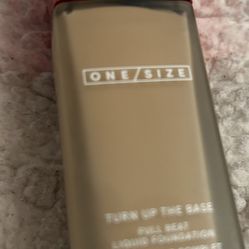 ONE/SIZE
TURN UP THE BASE
FULL BEAT
LIQUID FOUNDATION